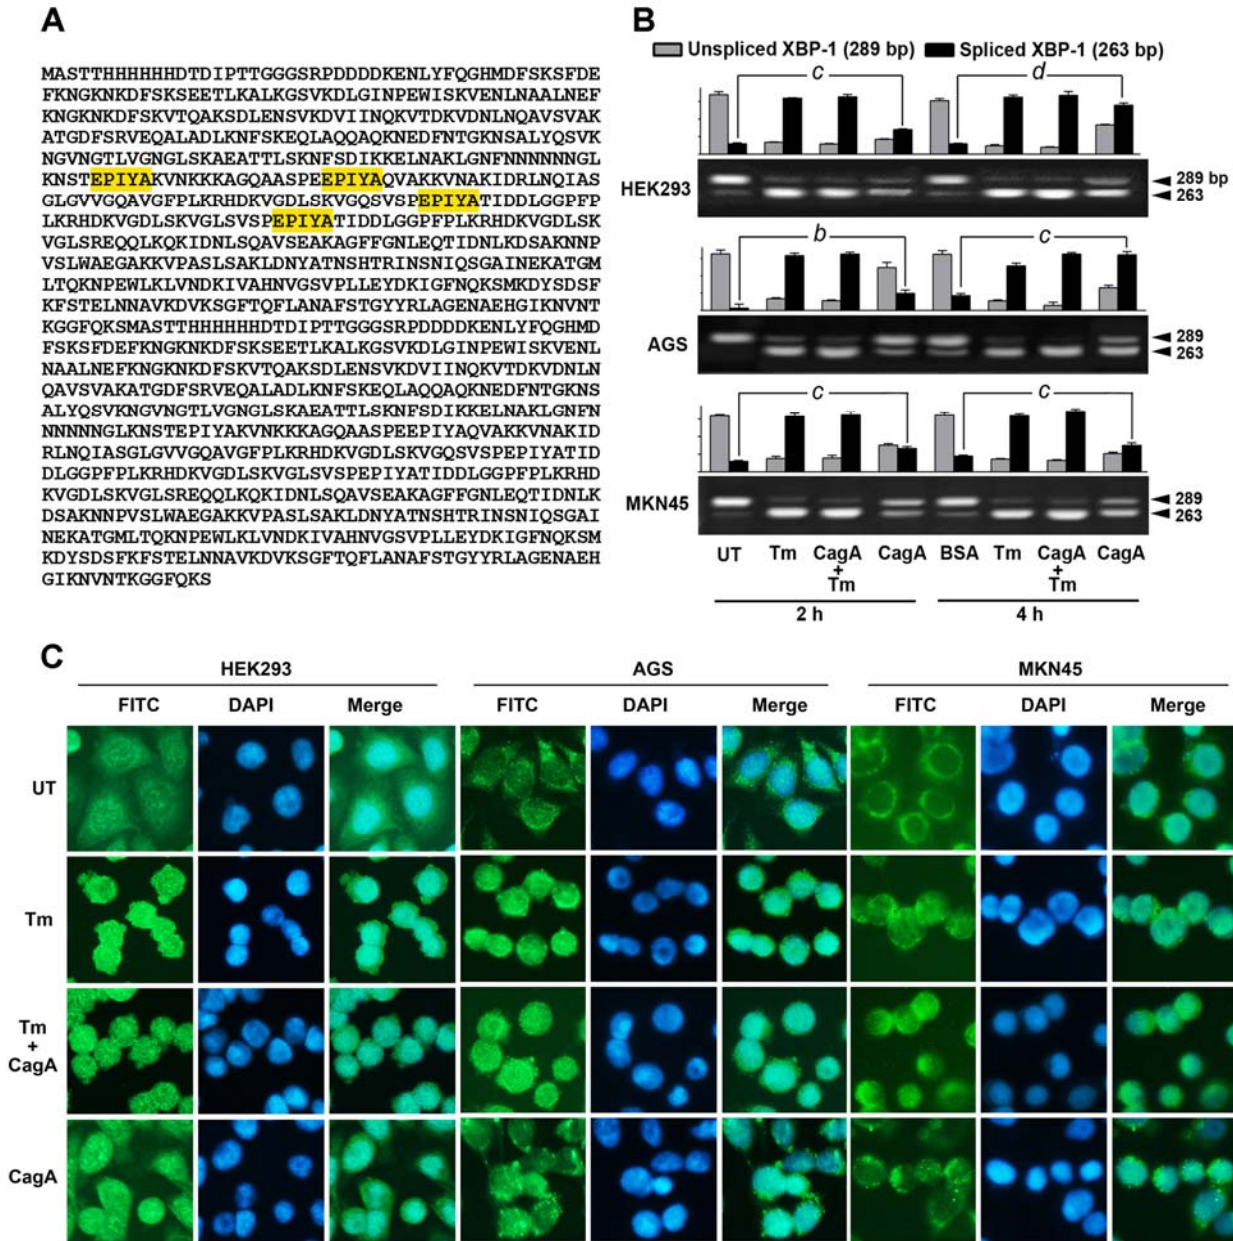 A
MASTTHHHHHHDTDIPTTGGGSRPDDDDKENLYFQGHMDFSKSFDE
FKNGKNKDFSKSEETLKALKGSVKDLGINPEWISKVENLNAALNEF
KNGKNKDFSKVTQAKSDLENSVKDVIINQKVTDKVDNLNQAVSVAK
ATGDFSRVEQALADLKNFSKEQLAQQAQKNEDFNTGKNSALYQSVK
NGVNGTLVGNGLSKAEATTLSKNFSDIKKELNAKLGNFNNNNNNGL
KNSTEPIYAKVNKKKAGQAASPEEPIYAQVAKKVNAKIDRLNQIAS
GLGVVGQAVGFPLKRHDKVGDLSKVGQSVSPEPIYATIDDLGGPFP
LKRHDKVGDLSKVGLSVSPEPIYATIDDLGGPFPLKRHDKVGDLSK
VGLSREQQLKQKIDNLSQAVSEAKAGFFGNLEQTIDNLKDSAKNNP
VSLWAEGAKKVPASLSAKLDNYATNSHTRINSNIQSGAINEKATGM
LTQKNPEWLKLVNDKIVAHNVGSVPLLEYDKIGFNQKSMKDYSDSF
KFSTELNNAVKDVKSGFTQFLANAFSTGYYRLAGENAEHGIKNVNT
KGGFQKSMASTTHHHHHHDTDIPTTGGGSRPDDDDKENLYFQGHMD
FSKSFDEFKNGKNKDFSKSEETLKALKGSVKDLGINPEWISKVENL
NAALNEFKNGKNKDFSKVTQAKSDLENSVKDVIINQKVTDKVDNLN
QAVSVAKATGDFSRVEQALADLKNFSKEQLAQQAQKNEDFNTGKNS
ALYQSVKNGVNGTLVGNGLSKAEATTLSKNFSDIKKELNAKLGNFN
NNNNNGLKNSTEPIYAKVNKKKAGQAASPEEPIYAQVAKKVNAKID
RLNQIASGLGVVGQAVGFPLKRHDKVGDLSKVGQSVSPEPIYATID
DLGGPFPLKRHDKVGDLSKVGLSVSPEPIYATIDDLGGPFPLKRHD
KVGDLSKVGLSREQQLKQKIDNLSQAVSEAKAGFFGNLEQTIDNLK
DSAKNNPVSLWAEGAKKVPASLSAKLDNYATNSHTRINSNIQSGAI
NEKATGMLTQKNPEWLKLVNDKIVAHNVGSVPLLEYDKIGFNQKSM
KDYSDSFKFSTELNNAVKDVKSGFTQFLANAFSTGYYRLAGENAEH
GIKNVNTKGGFQKS
B
Unspliced XBP-1 (289 bp) Spliced XBP-1 (263 bp)
c d
HEK293 289 bp
263
b c
AGS 289
263
c c
MKN45 289
263
UT Tm CagA + Tm CagA BSA Tm CagA + Tm CagA
2 h 4 h
C
HEK293 AGS MKN45
FITC DAPI Merge FITC DAPI Merge FITC DAPI Merge
UT
Tm
Tm
+
CagA
CagA